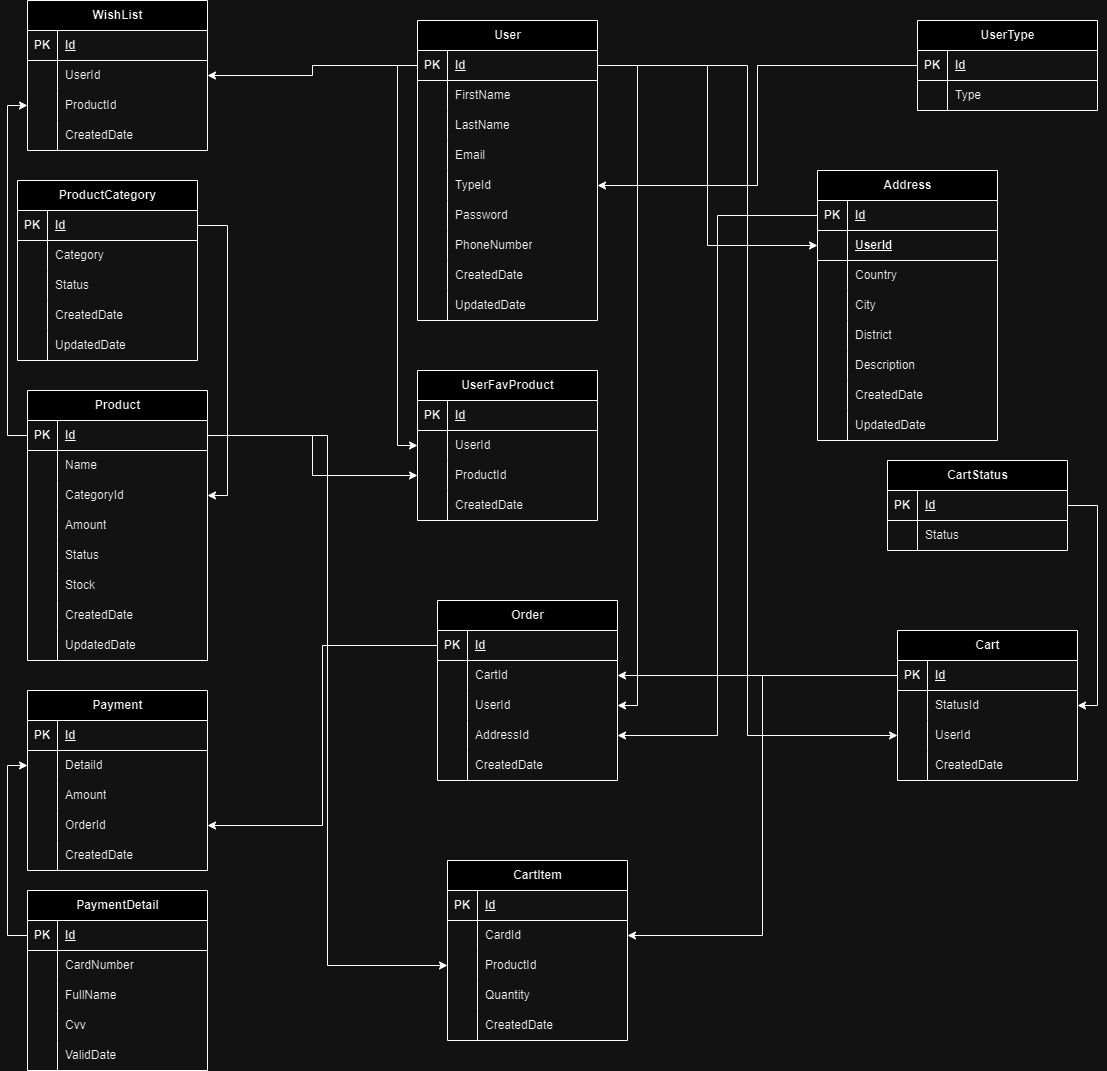 WishList
PK Id
UserId
ProductId
CreatedDate
User
PK Id
FirstName
LastName
Email
TypeId
Password
PhoneNumber
CreatedDate
UpdatedDate
UserType
PK Id
Type
ProductCategory
PK Id
Category
Status
CreatedDate
UpdatedDate
Address
PK Id
UserId
Country
City
District
Description
CreatedDate
UpdatedDate
Product
PK Id
Name
CategoryId
Amount
Status
Stock
CreatedDate
UpdatedDate
UserFavProduct
PK Id
UserId
ProductId
CreatedDate
CartStatus
PK Id
Status
Order
PK Id
CartId
UserId
AddressId
CreatedDate
Cart
PK Id
StatusId
UserId
CreatedDate
Payment
PK Id
Detaild
Amount
OrderId
CreatedDate
PaymentDetail
PK Id
CardNumber
FullName
Cvv
ValidDate
CartItem
PK Id
CardId
ProductId
Quantity
CreatedDate